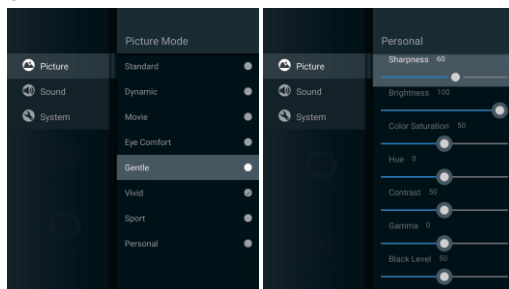 Picture Mode
Picture
Standard
Sound
Dynamic
System
Movie
Eye Comfort
Gentle
Vivid
Sport
Personal
Personal
Picture
Sharpness 60
Sound
Brightness 100
System
Color Saturation 50
Hue 0
Contrast 50
Gamma 0
Black Level 50